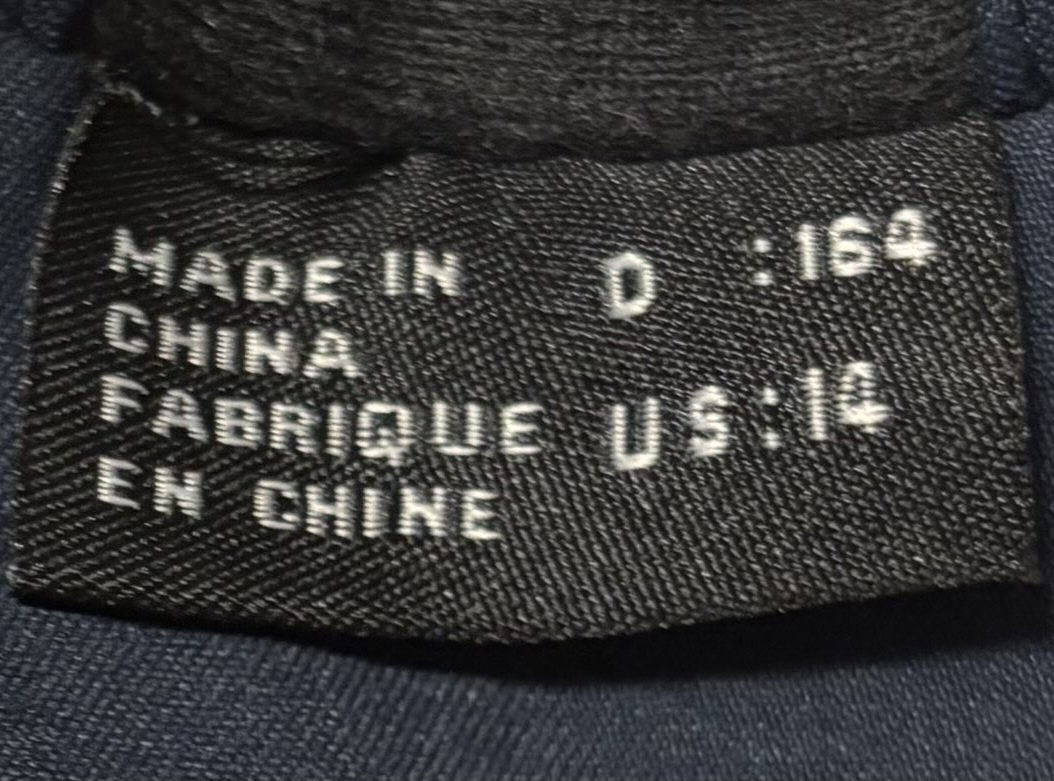 MADE IN
CHINA
FABRIQUE
EN CHINE
D :164
US:14